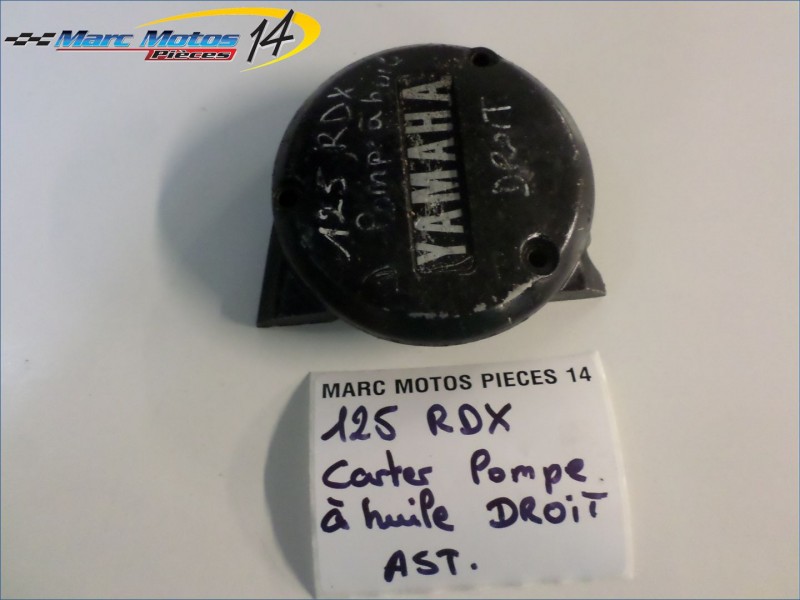 Marc Motos 14
Pièces
125 RDX
Pompe à huile
YAMAHA
DROIT
MARC MOTOS PIECES 14
125 RDX
Carter Pompe
à huile DROIT
AST.